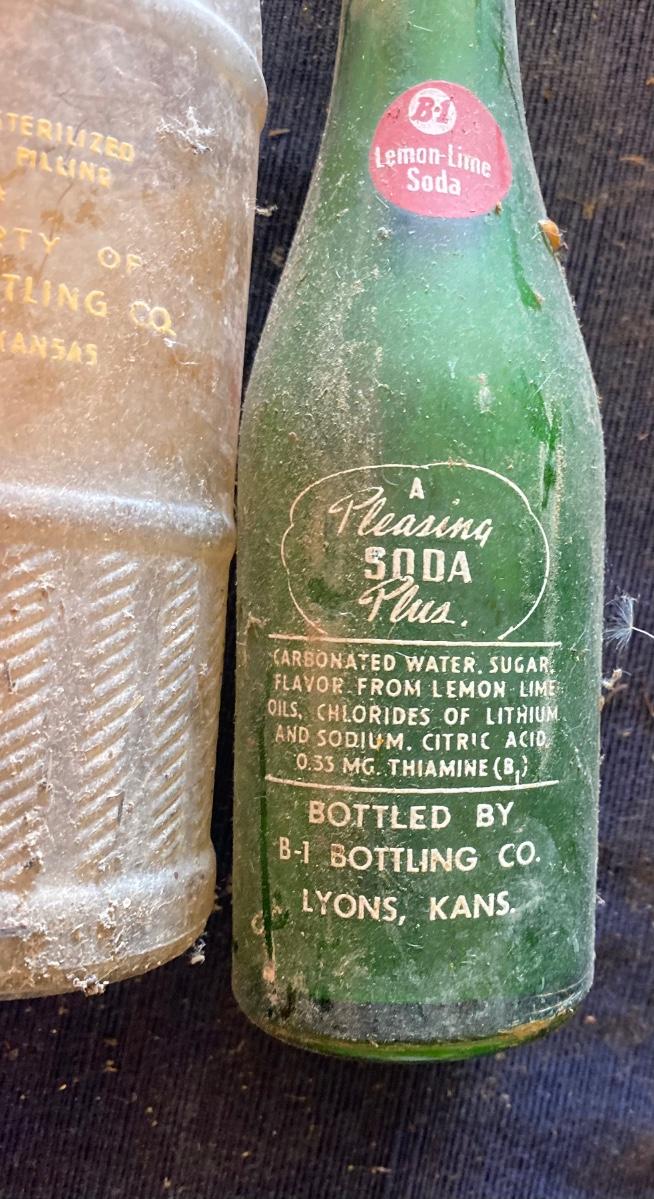 STERILIZED
FILLING
RTY OF
TLING CO.
KANSAS
B-1
Lemon-Lime
Soda
A
Pleasing
SODA
Plus.
CARBONATED WATER. SUGAR.
FLAVOR FROM LEMON LIME
OILS. CHLORIDES OF LITHIUM
AND SODIUM. CITRIC ACID.
0.33 MG. THIAMINE (B₁)
BOTTLED BY
B-1 BOTTLING CO.
LYONS, KANS.